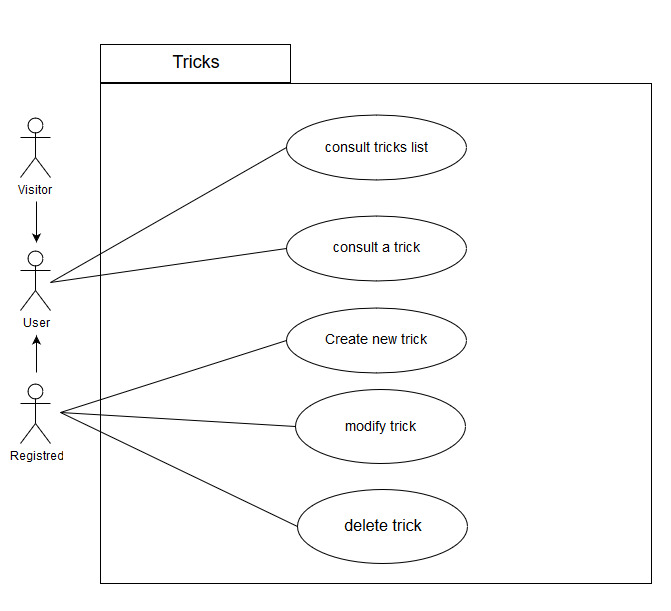 Tricks
Visitor
consult tricks list
consult a trick
User
Create new trick
modify trick
Registred
delete trick